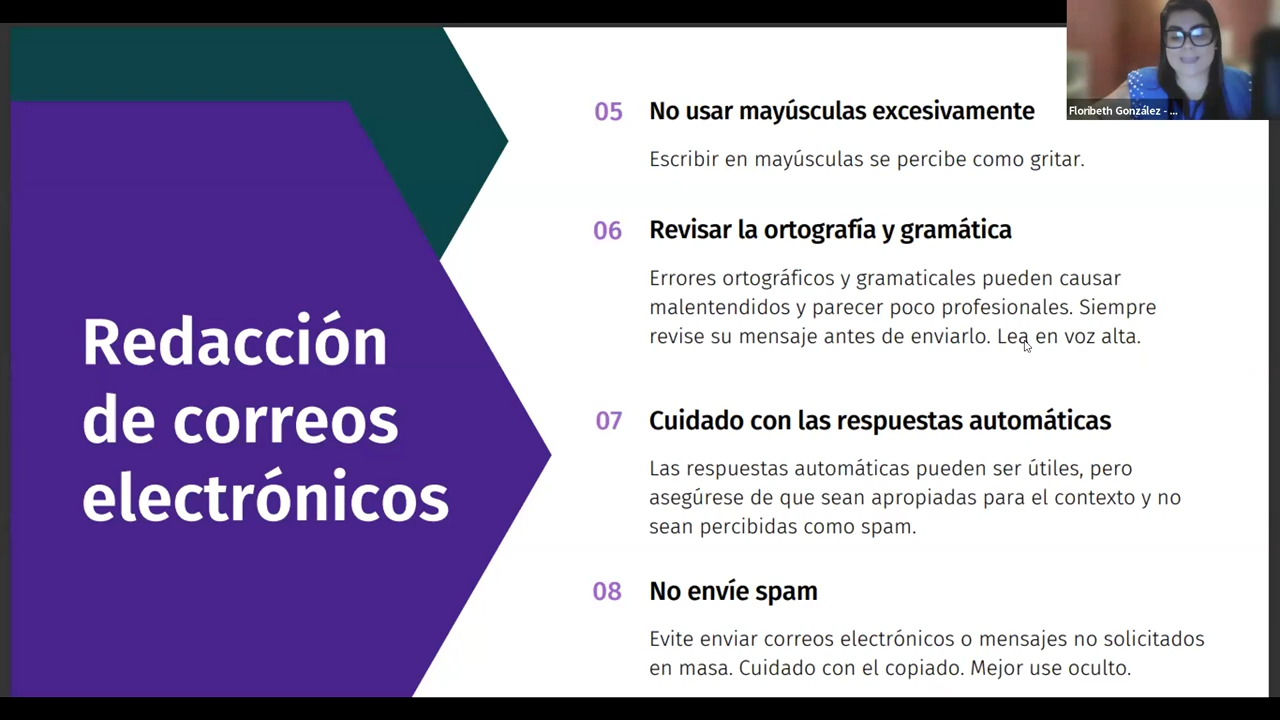 Redacción
de correos
electrónicos
05 No usar mayúsculas excesivamente
Escribir en mayúsculas se percibe como gritar.
06 Revisar la ortografía y gramática
Errores ortográficos y gramaticales pueden causar
malentendidos y parecer poco profesionales. Siempre
revise su mensaje antes de enviarlo. Lea en voz alta.
07 Cuidado con las respuestas automáticas
Las respuestas automáticas pueden ser útiles, pero
asegúrese de que sean apropiadas para el contexto y no
sean percibidas como spam.
08 No envíe spam
Evite enviar correos electrónicos o mensajes no solicitados
en masa. Cuidado con el copiado. Mejor use oculto.
Floribeth González - ...